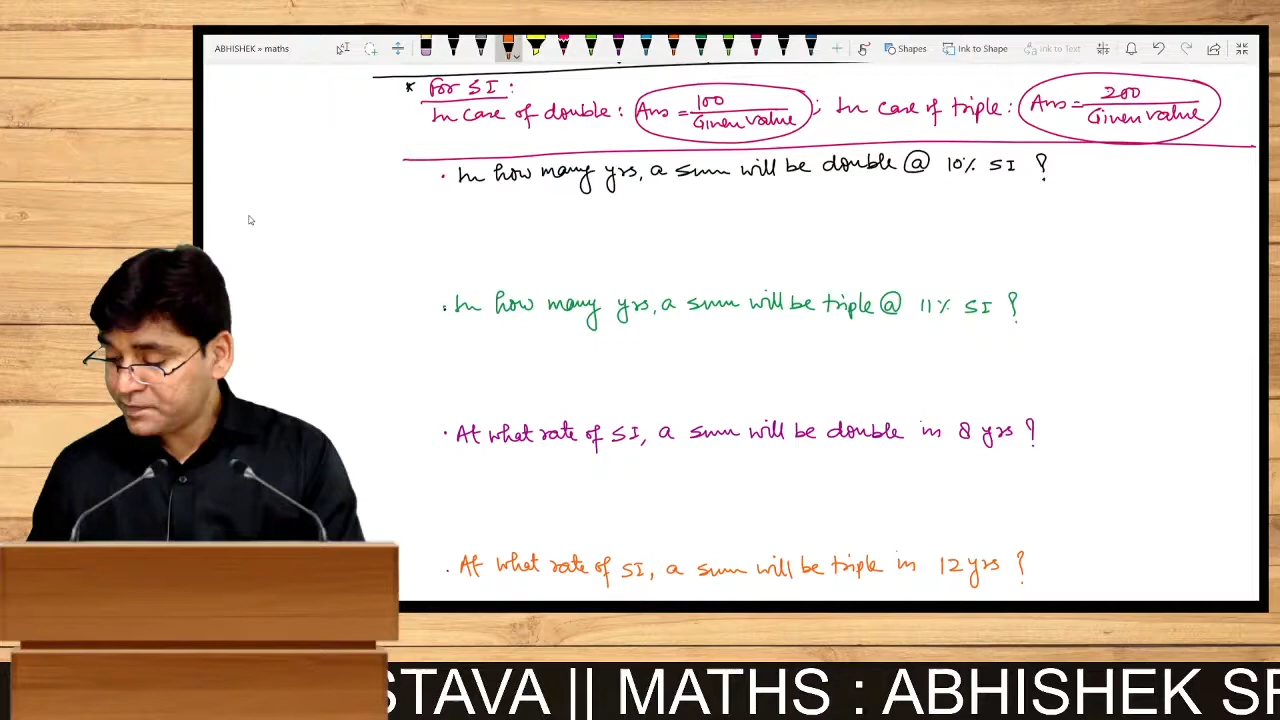 ABHISHEK » maths
Shapes
Ink to Shape
Ink to Text
* For SI :
In case of double : Ans = 100/Given value ; In case of triple : Ans = 200/Given value
· In how many yrs, a sum will be double @ 10% SI ?
· In how many yrs, a sum will be triple @ 11% SI ?
· At what rate of SI, a sum will be double in 8 yrs ?
· At what rate of SI, a sum will be triple in 12 yrs ?
STAVA || MATHS : ABHISHEK SR